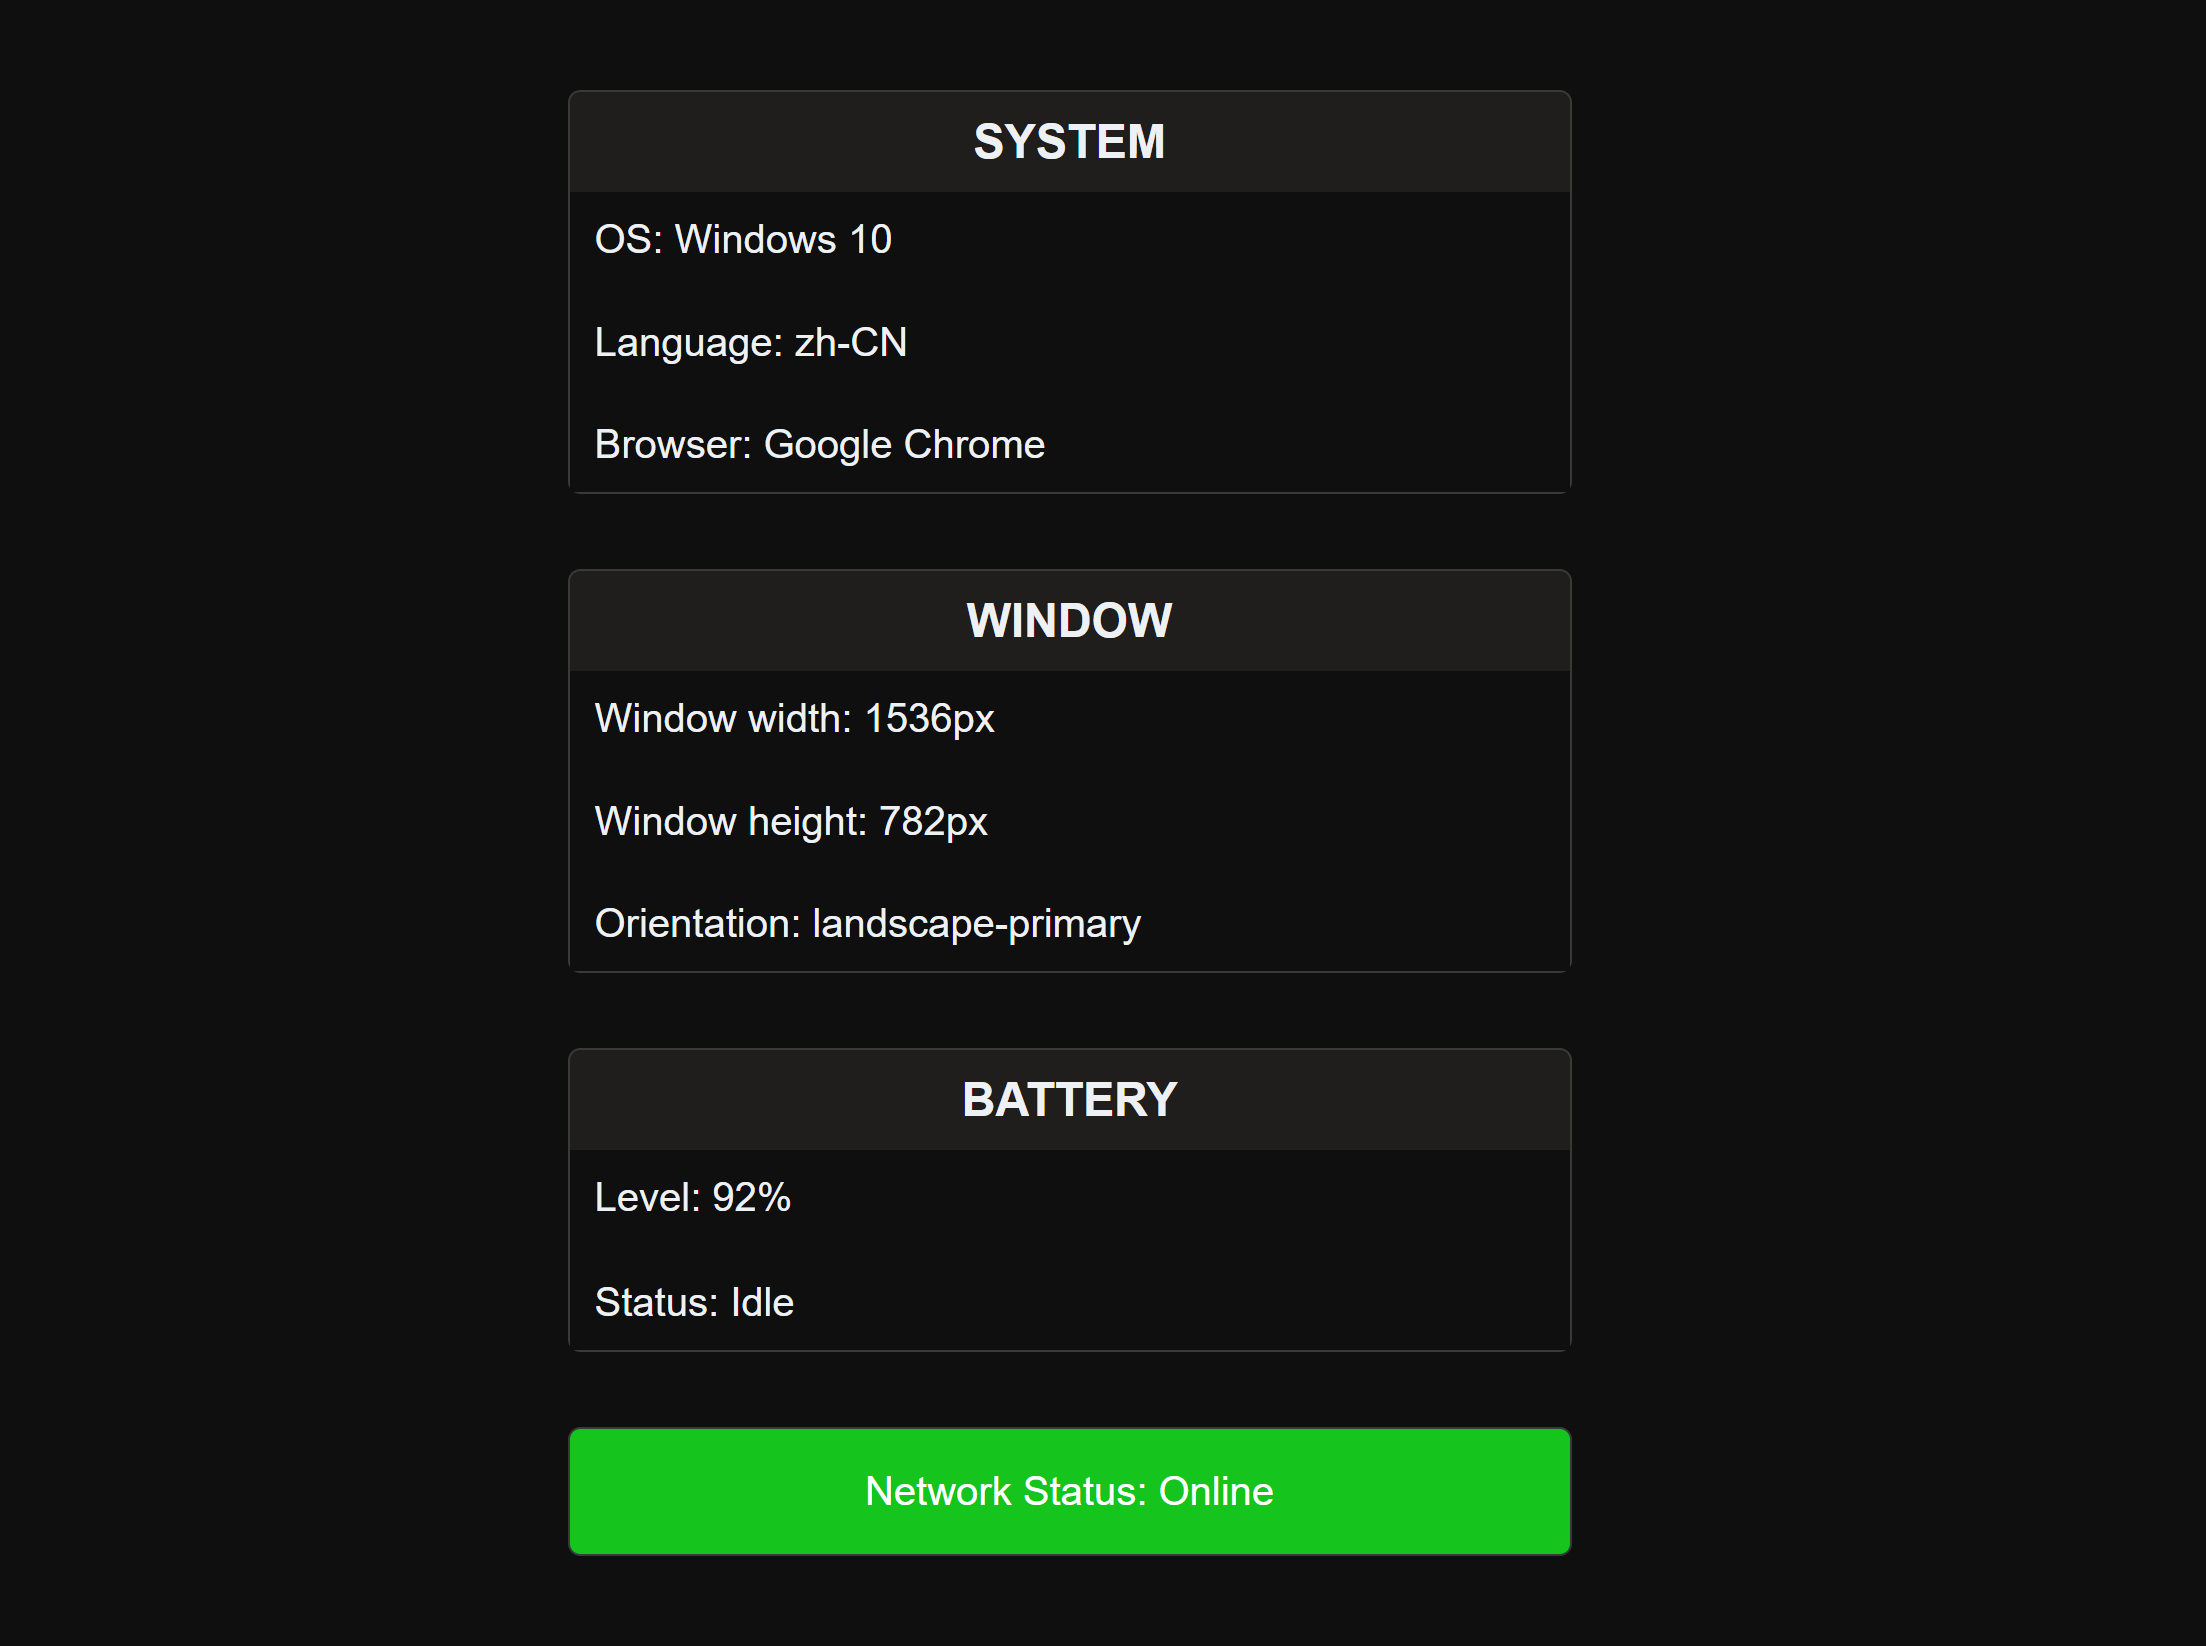 SYSTEM
OS: Windows 10
Language: zh-CN
Browser: Google Chrome
WINDOW
Window width: 1536px
Window height: 782px
Orientation: landscape-primary
BATTERY
Level: 92%
Status: Idle
Network Status: Online